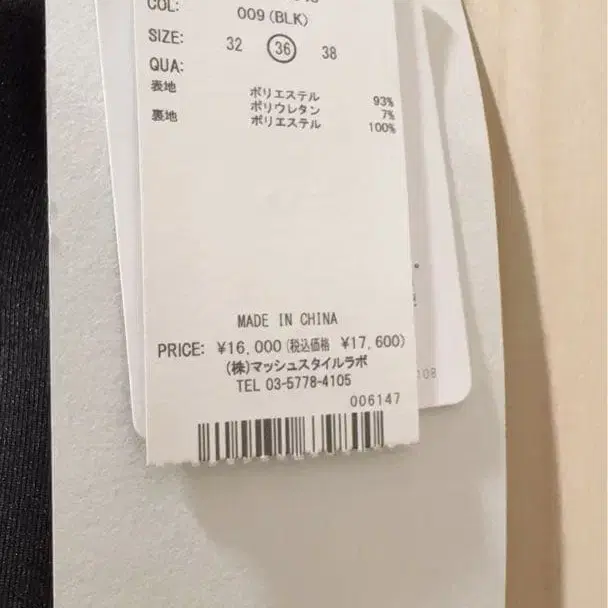 COL:
009 (BLK)
SIZE: 32 36 38
QUA:
表地 ポリエステル 93%
ポリウレタン 7%
裏地 ポリエステル 100%
MADE IN CHINA
PRICE: ¥16,000(税込価格 ¥17,600)
(株)マッシュスタイルラボ
TEL 03-5778-4105
006147
108